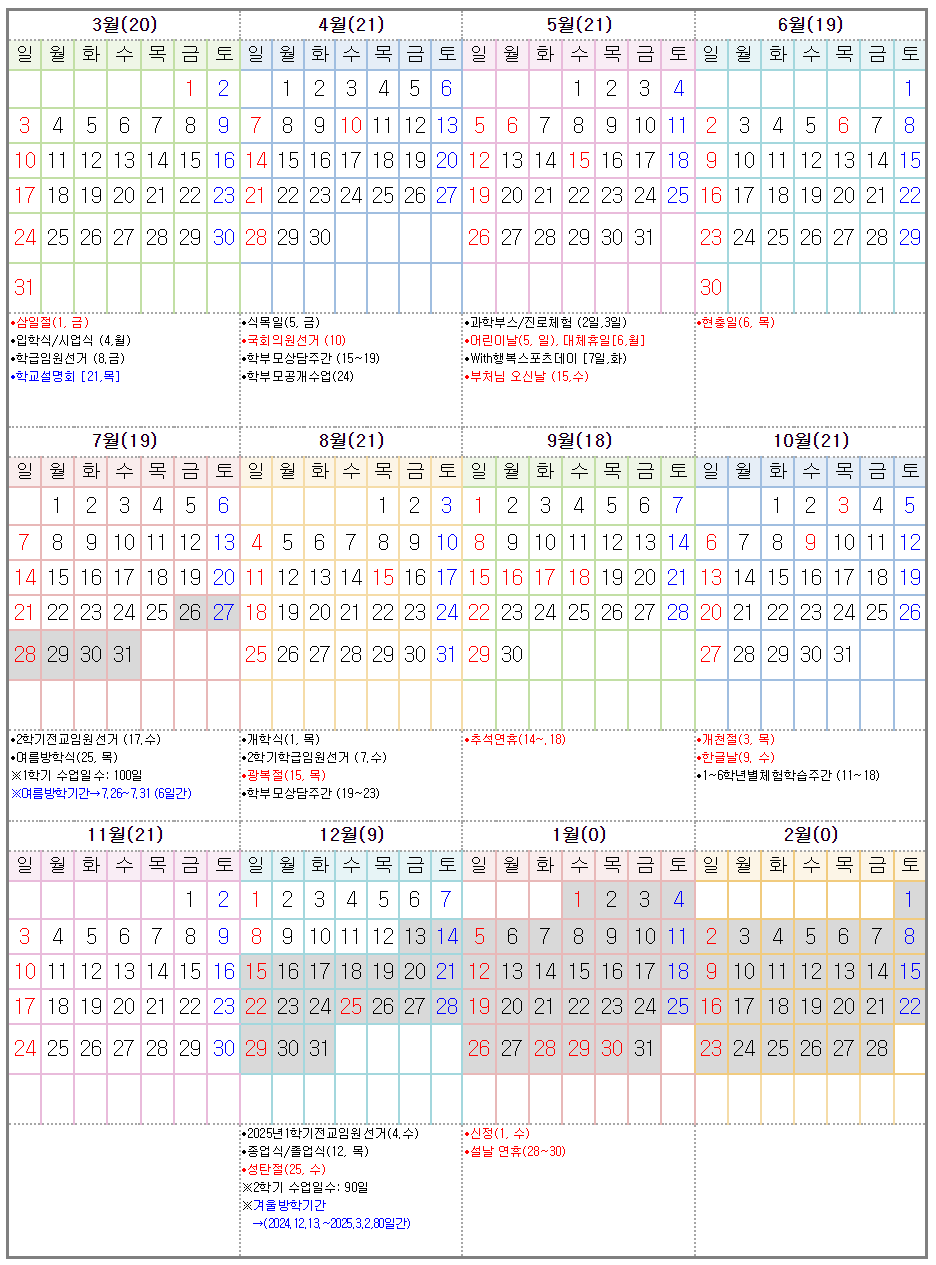 3월(20) 4월(21) 5월(21) 6월(19)
일 월 화 수 목 금 토 일 월 화 수 목 금 토 일 월 화 수 목 금 토 일 월 화 수 목 금 토
1 2 1 2 3 4 5 6 1 2 3 4 1
3 4 5 6 7 8 9 7 8 9 10 11 12 13 5 6 7 8 9 10 11 2 3 4 5 6 7 8
10 11 12 13 14 15 16 14 15 16 17 18 19 20 12 13 14 15 16 17 18 9 10 11 12 13 14 15
17 18 19 20 21 22 23 21 22 23 24 25 26 27 19 20 21 22 23 24 25 16 17 18 19 20 21 22
24 25 26 27 28 29 30 28 29 30 26 27 28 29 30 31 23 24 25 26 27 28 29
31 30
•삼일절(1, 금) •식목일(5, 금) •과학부스/진로체험 (2일,3일) •현충일(6, 목)
•입학식/시업식 (4,월) •국회의원선거 (10) •어린이날(5, 일), 대체휴일[6,월]
•학급임원선거 (8,금) •학부모상담주간 (15~19) •With행복스포츠데이 [7일,화)
•학교설명회 [21,목] •학부모공개수업(24) •부처님 오신날 (15,수)
7월(19) 8월(21) 9월(18) 10월(21)
일 월 화 수 목 금 토 일 월 화 수 목 금 토 일 월 화 수 목 금 토 일 월 화 수 목 금 토
1 2 3 4 5 6 1 2 3 1 2 3 4 5 6 7 1 2 3 4 5
7 8 9 10 11 12 13 4 5 6 7 8 9 10 8 9 10 11 12 13 14 6 7 8 9 10 11 12
14 15 16 17 18 19 20 11 12 13 14 15 16 17 15 16 17 18 19 20 21 13 14 15 16 17 18 19
21 22 23 24 25 26 27 18 19 20 21 22 23 24 22 23 24 25 26 27 28 20 21 22 23 24 25 26
28 29 30 31 25 26 27 28 29 30 31 29 30 27 28 29 30 31
•2학기전교임원선거 (17,수) •개학식(1, 목) •추석연휴(14~,18) •개천절(3, 목)
•여름방학식(25, 목) •2학기학급임원선거 (7,수) •한글날(9, 수)
※1학기 수업일수: 100일 •광복절(15, 목) •1~6학년별체험학습주간 (11~18)
※여름방학기간→7,26~7,31 (6일간) •학부모상담주간 (19~23)
11월(21) 12월(9) 1월(0) 2월(0)
일 월 화 수 목 금 토 일 월 화 수 목 금 토 일 월 화 수 목 금 토 일 월 화 수 목 금 토
1 2 1 2 3 4 5 6 7 1 2 3 4 1
3 4 5 6 7 8 9 8 9 10 11 12 13 14 5 6 7 8 9 10 11 2 3 4 5 6 7 8
10 11 12 13 14 15 16 15 16 17 18 19 20 21 12 13 14 15 16 17 18 9 10 11 12 13 14 15
17 18 19 20 21 22 23 22 23 24 25 26 27 28 19 20 21 22 23 24 25 16 17 18 19 20 21 22
24 25 26 27 28 29 30 29 30 31 26 27 28 29 30 31 23 24 25 26 27 28
•2025년1학기전교임원선거(4,수) •신정(1, 수)
•종업식/졸업식(12, 목) •설날 연휴(28~30)
•성탄절(25, 수)
※2학기 수업일수: 90일
※겨울방학기간
→(2024,12,13,~2025,3,2,80일간)